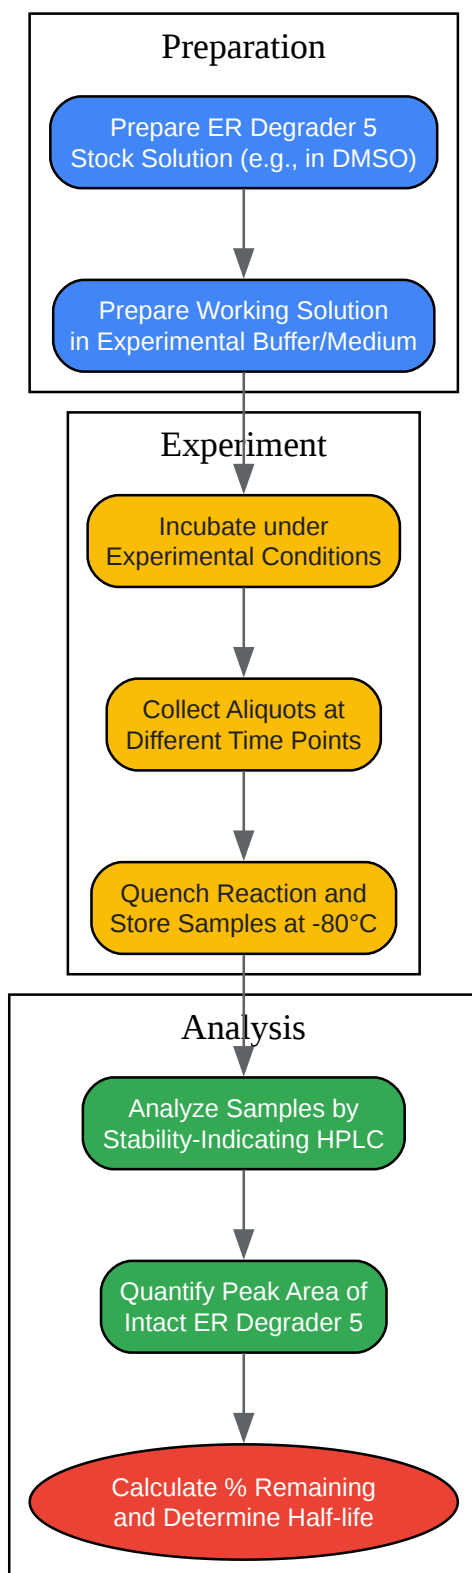 Preparation
Prepare ER Degrader 5
Stock Solution (e.g., in DMSO)
Prepare Working Solution
in Experimental Buffer/Medium
Experiment
Incubate under
Experimental Conditions
Collect Aliquots at
Different Time Points
Quench Reaction and
Store Samples at -80°C
Analysis
Analyze Samples by
Stability-Indicating HPLC
Quantify Peak Area of
Intact ER Degrader 5
Calculate % Remaining
and Determine Half-life